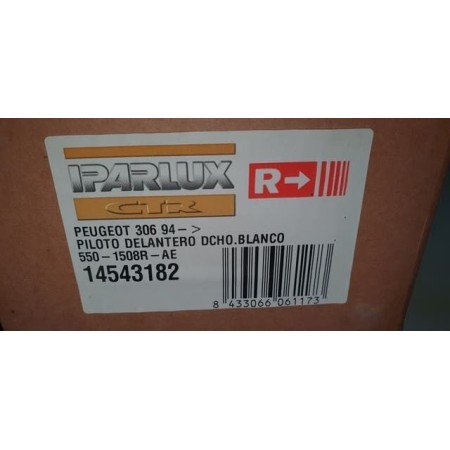 IPARLUX
CTR
R
PEUGEOT 306 94->
PILOTO DELANTERO DCHO.BLANCO
550-1508R-AE
14543182
8 433066 061173